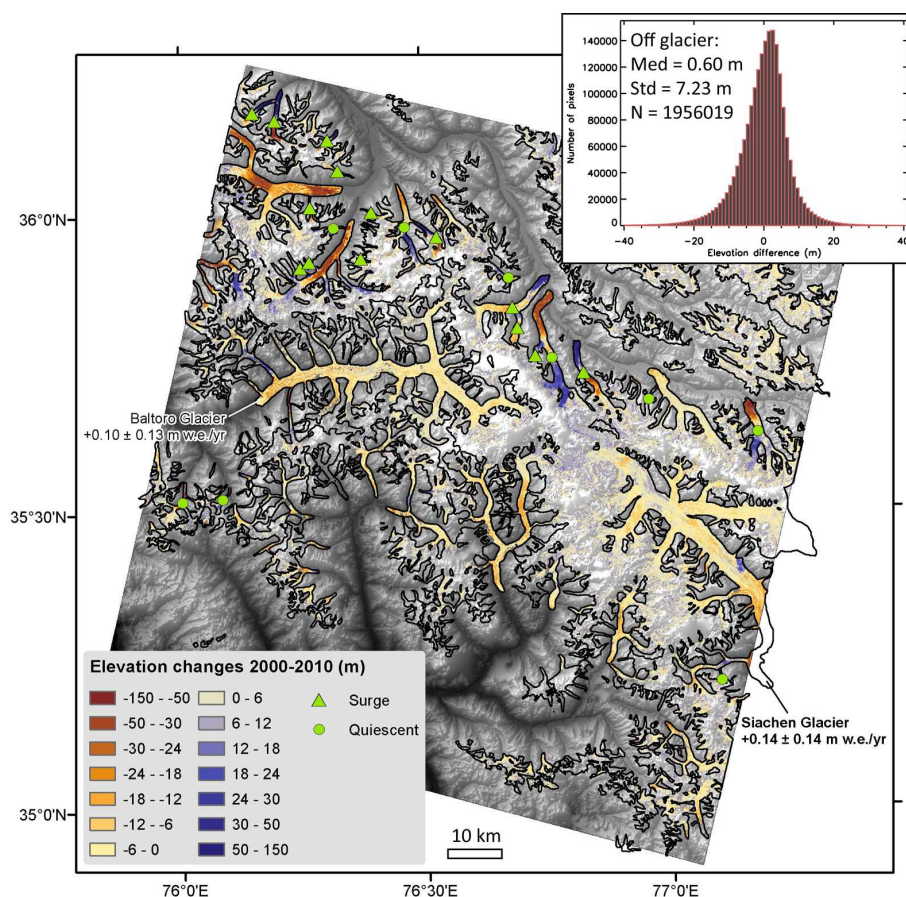 Off glacier:
Med = 0.60 m
Std = 7.23 m
N = 1956019
140000
120000
100000
80000
60000
40000
20000
0
Number of pixels
-40
-20
0
20
40
Elevation difference (m)
36°0'N
35°30'N
35°0'N
Baltoro Glacier
+0.10 ± 0.13 m w.e./yr
Siachen Glacier
+0.14 ± 0.14 m w.e./yr
Elevation changes 2000-2010 (m)
-150 - -50
-50 - -30
-30 - -24
-24 - -18
-18 - -12
-12 - -6
-6 - 0
0 - 6
6 - 12
12 - 18
18 - 24
24 - 30
30 - 50
50 - 150
Surge
Quiescent
10 km
76°0'E
76°30'E
77°0'E